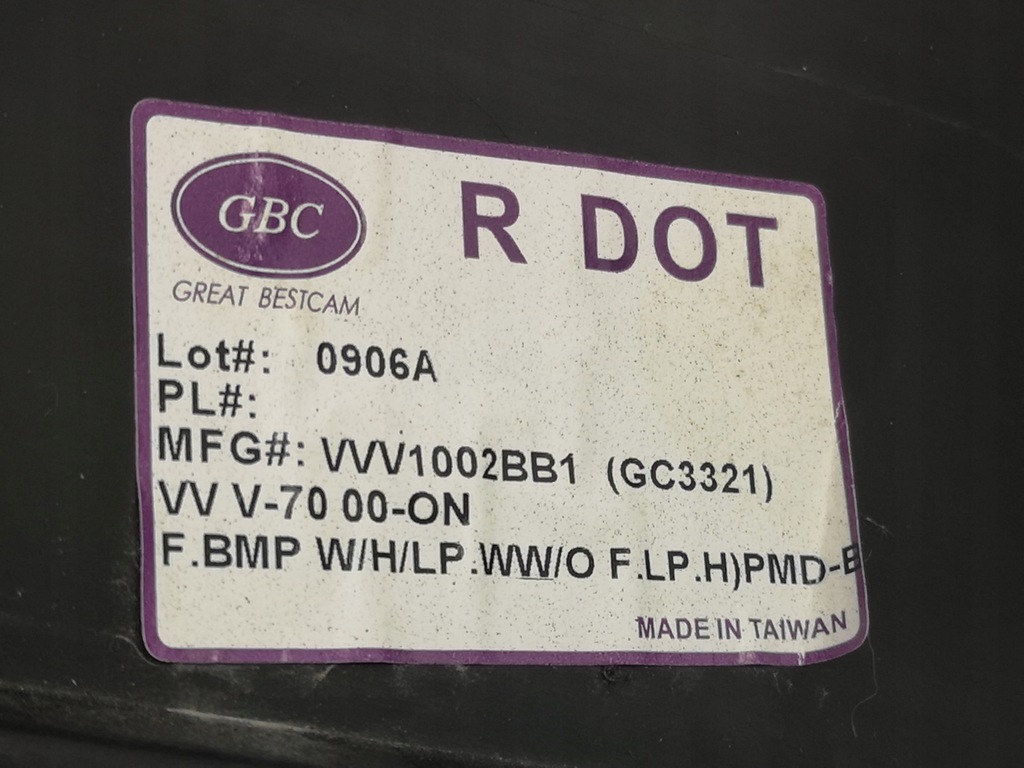 GBC
R DOT
GREAT BESTCAM
Lot#: 0906A
PL#:
MFG#: VVV1002BB1 (GC3321)
VV V-70 00-ON
F.BMP W/H/LP.WW/O F.LP.H)PMD-B
MADE IN TAIWAN